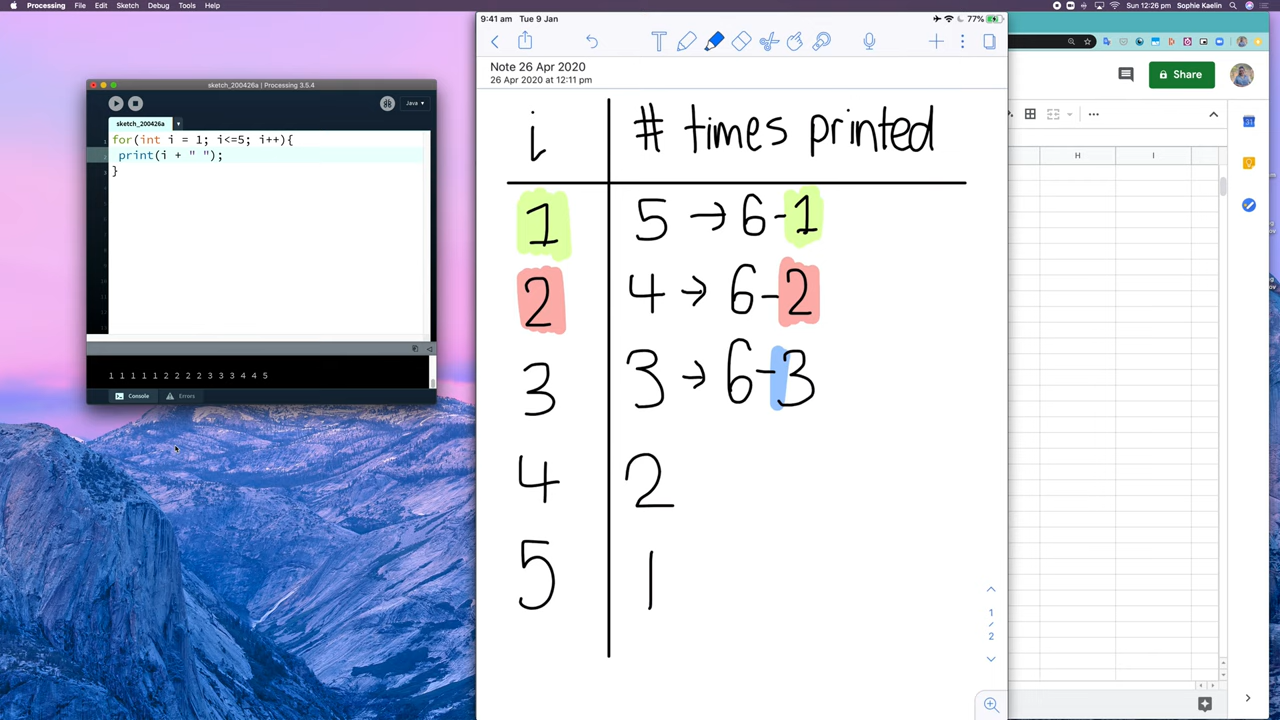 Processing File Edit Sketch Debug Tools Help
Sun 12:26 pm Sophie Kaelin
9:41 am Tue 9 Jan
77%
Note 26 Apr 2020
26 Apr 2020 at 12:11 pm
Share
sketch_200426a | Processing 3.5.4
Java
sketch_200426a
for(int i = 1; i<=5; i++){
print(i + " ");
}
1 1 1 1 1 2 2 2 2 3 3 3 4 4 5
Console Errors
i # times printed
1 5 → 6-1
2 4 → 6-2
3 3 → 6-3
4 2
5 1
1
/
2
H I
31